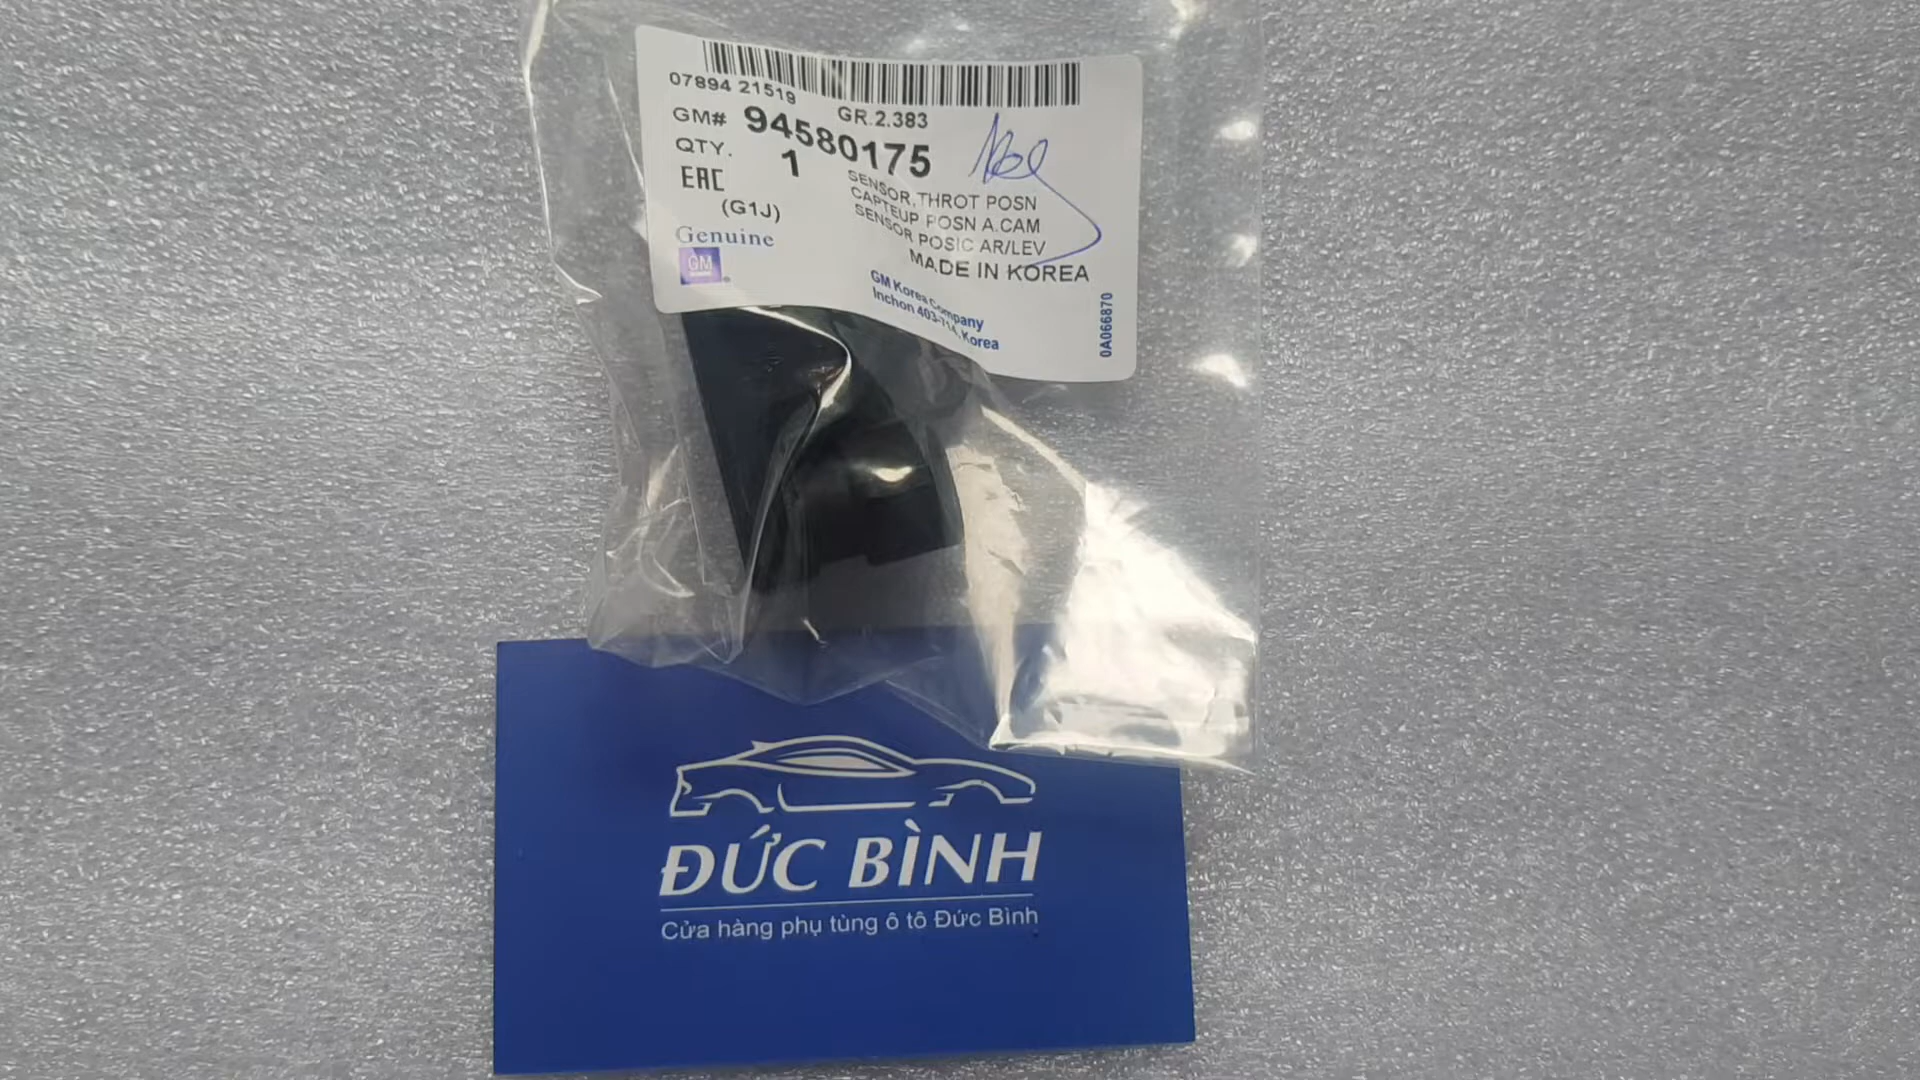 07894 21519
GR.2.383
GM# 94580175
QTY. 1
EAC
(G1J)
SENSOR,THROT POSN
CAPTEUP POSN A.CAM
SENSOR POSIC AR/LEV
MADE IN KOREA
Genuine
GM
GM Korea Company
Inchon 403-714, Korea
0A066870
ĐỨC BÌNH
Cửa hàng phụ tùng ô tô Đức Bình